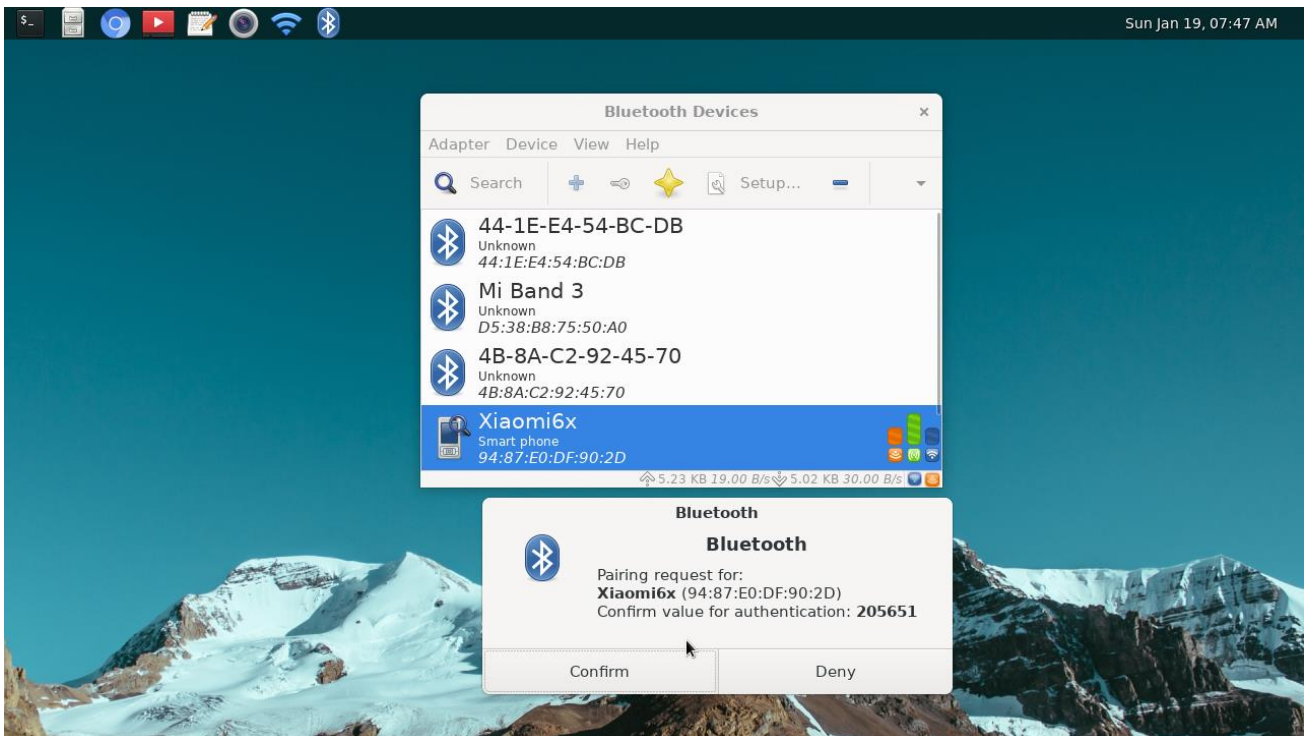 $_
Sun Jan 19, 07:47 AM
Bluetooth Devices
Adapter Device View Help
Search Setup...
44-1E-E4-54-BC-DB
Unknown
44:1E:E4:54:BC:DB
Mi Band 3
Unknown
D5:38:B8:75:50:A0
4B-8A-C2-92-45-70
Unknown
4B:8A:C2:92:45:70
Xiaomi6x
Smart phone
94:87:E0:DF:90:2D
5.23 KB 19.00 B/s 5.02 KB 30.00 B/s
Bluetooth
Bluetooth
Pairing request for:
Xiaomi6x (94:87:E0:DF:90:2D)
Confirm value for authentication: 205651
Confirm Deny